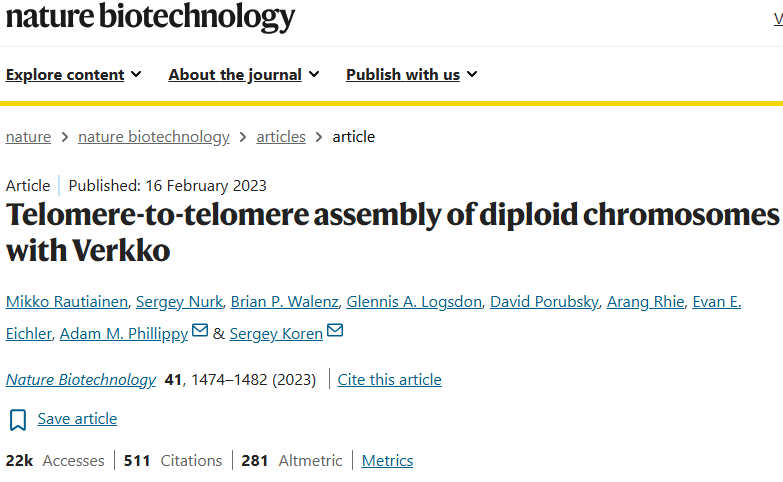 nature biotechnology
V
Explore content About the journal Publish with us
nature > nature biotechnology > articles > article
Article | Published: 16 February 2023
Telomere-to-telomere assembly of diploid chromosomes
with Verkko
Mikko Rautiainen, Sergey Nurk, Brian P. Walenz, Glennis A. Logsdon, David Porubsky, Arang Rhie, Evan E.
Eichler, Adam M. Phillippy & Sergey Koren
Nature Biotechnology 41, 1474–1482 (2023) | Cite this article
Save article
22k Accesses | 511 Citations | 281 Altmetric | Metrics